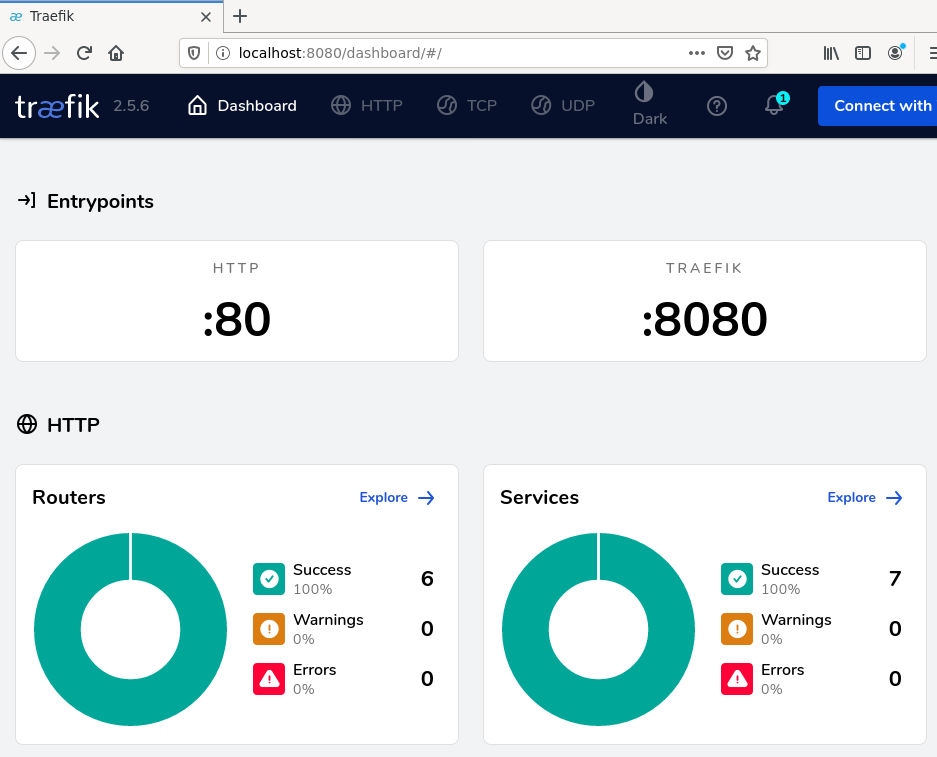 Traefik
localhost:8080/dashboard/#/
træfik 2.5.6 Dashboard HTTP TCP UDP Dark 1 Connect with
Entrypoints
HTTP
:80
TRAEFIK
:8080
HTTP
Routers Explore
Success 6
100%
Warnings 0
0%
Errors 0
0%
Services Explore
Success 7
100%
Warnings 0
0%
Errors 0
0%